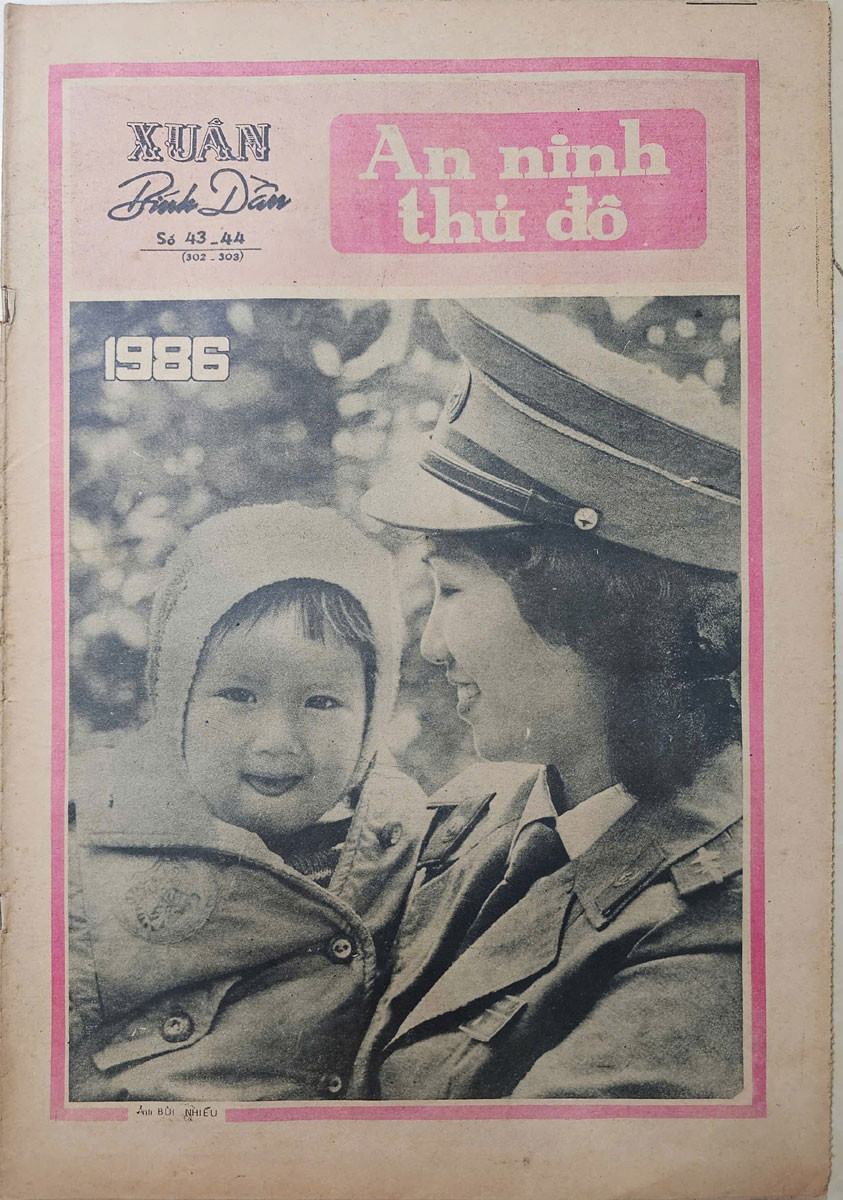 XUÂN
Bính Dần
Số 43_44
(302 _ 303)
An ninh
thủ đô
1986
Ảnh BÙI NHIÊU